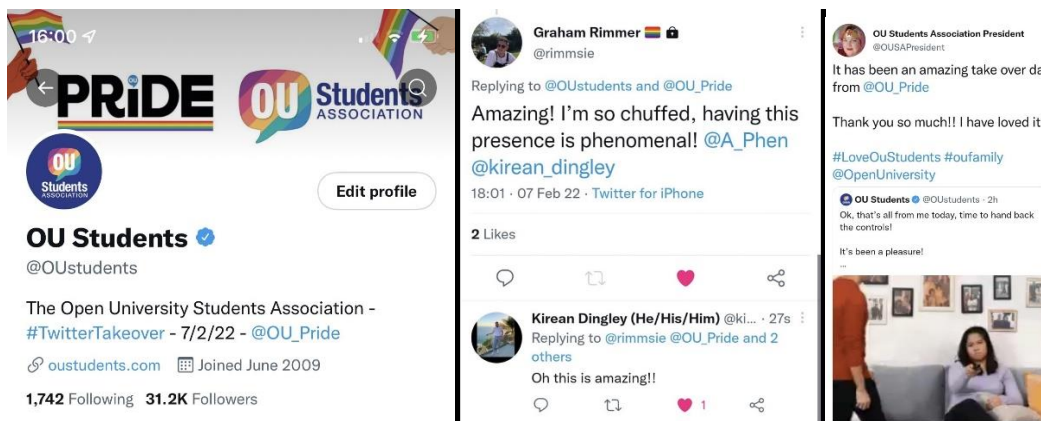 16:00
PRiDE
OU
Students
ASSOCIATION
OU
Students
ASSOCIATION
Edit profile
OU Students
@OUstudents
The Open University Students Association -
#TwitterTakeover - 7/2/22 - @OU_Pride
oustudents.com Joined June 2009
1,742 Following 31.2K Followers
Graham Rimmer
@rimmsie
Replying to @OUstudents and @OU_Pride
Amazing! I'm so chuffed, having this
presence is phenomenal! @A_Phen
@kirean_dingley
18:01 · 07 Feb 22 · Twitter for iPhone
2 Likes
Kirean Dingley (He/His/Him) @ki... · 27s
Replying to @rimmsie @OU_Pride and 2
others
Oh this is amazing!!
1
OU Students Association President
@OUSAPresident
It has been an amazing take over da
from @OU_Pride
Thank you so much!! I have loved it
#LoveOuStudents #oufamily
@OpenUniversity
OU Students @OUstudents · 2h
Ok, that's all from me today, time to hand back
the controls!
It's been a pleasure!
...